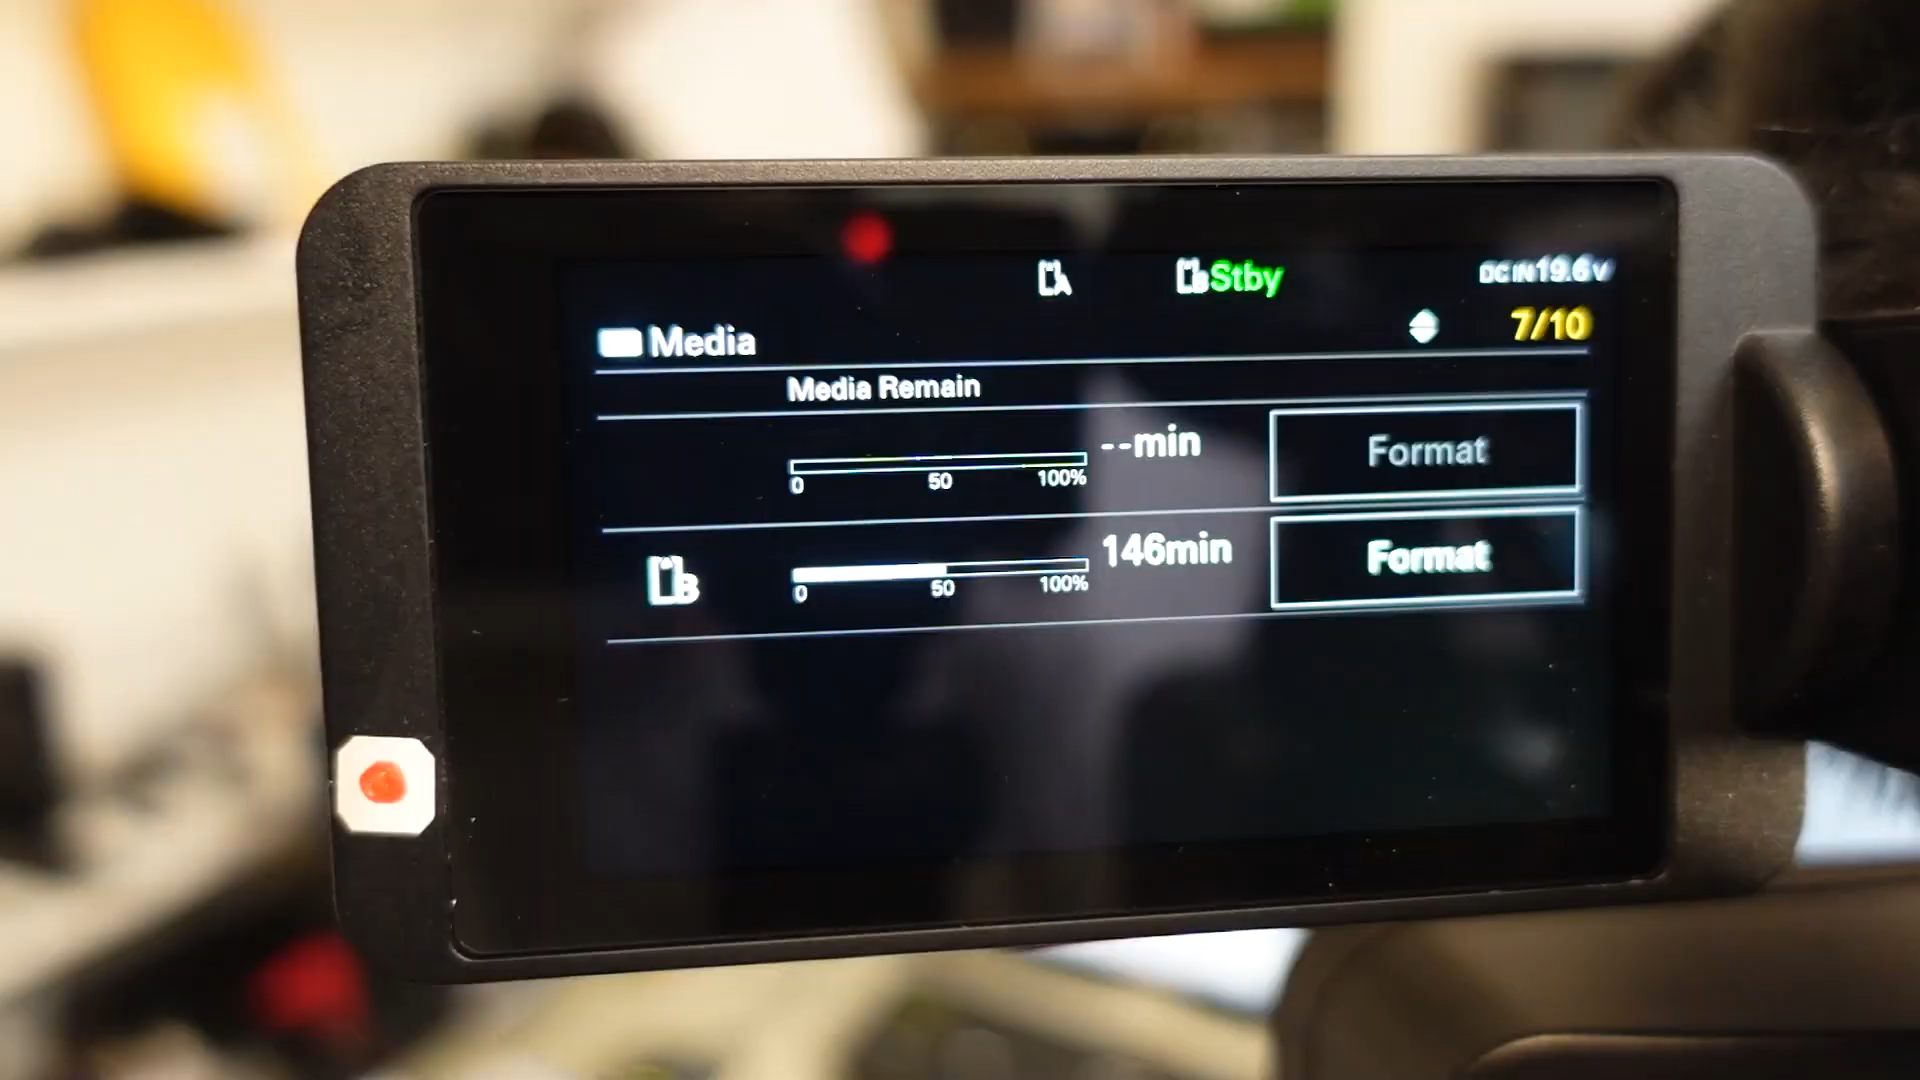 A B Stby DC IN 19.6V
Media 7/10
Media Remain
--min Format
0 50 100%
B 146min Format
0 50 100%